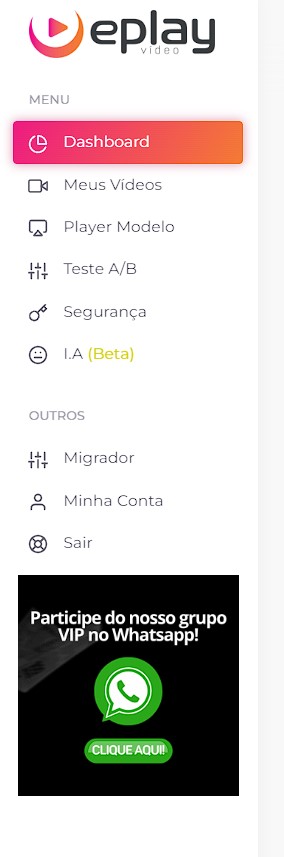 eplay
vídeo
MENU
Dashboard
Meus Vídeos
Player Modelo
Teste A/B
Segurança
I.A (Beta)
OUTROS
Migrador
Minha Conta
Sair
Participe do nosso grupo
VIP no Whatsapp!
CLIQUE AQUI!